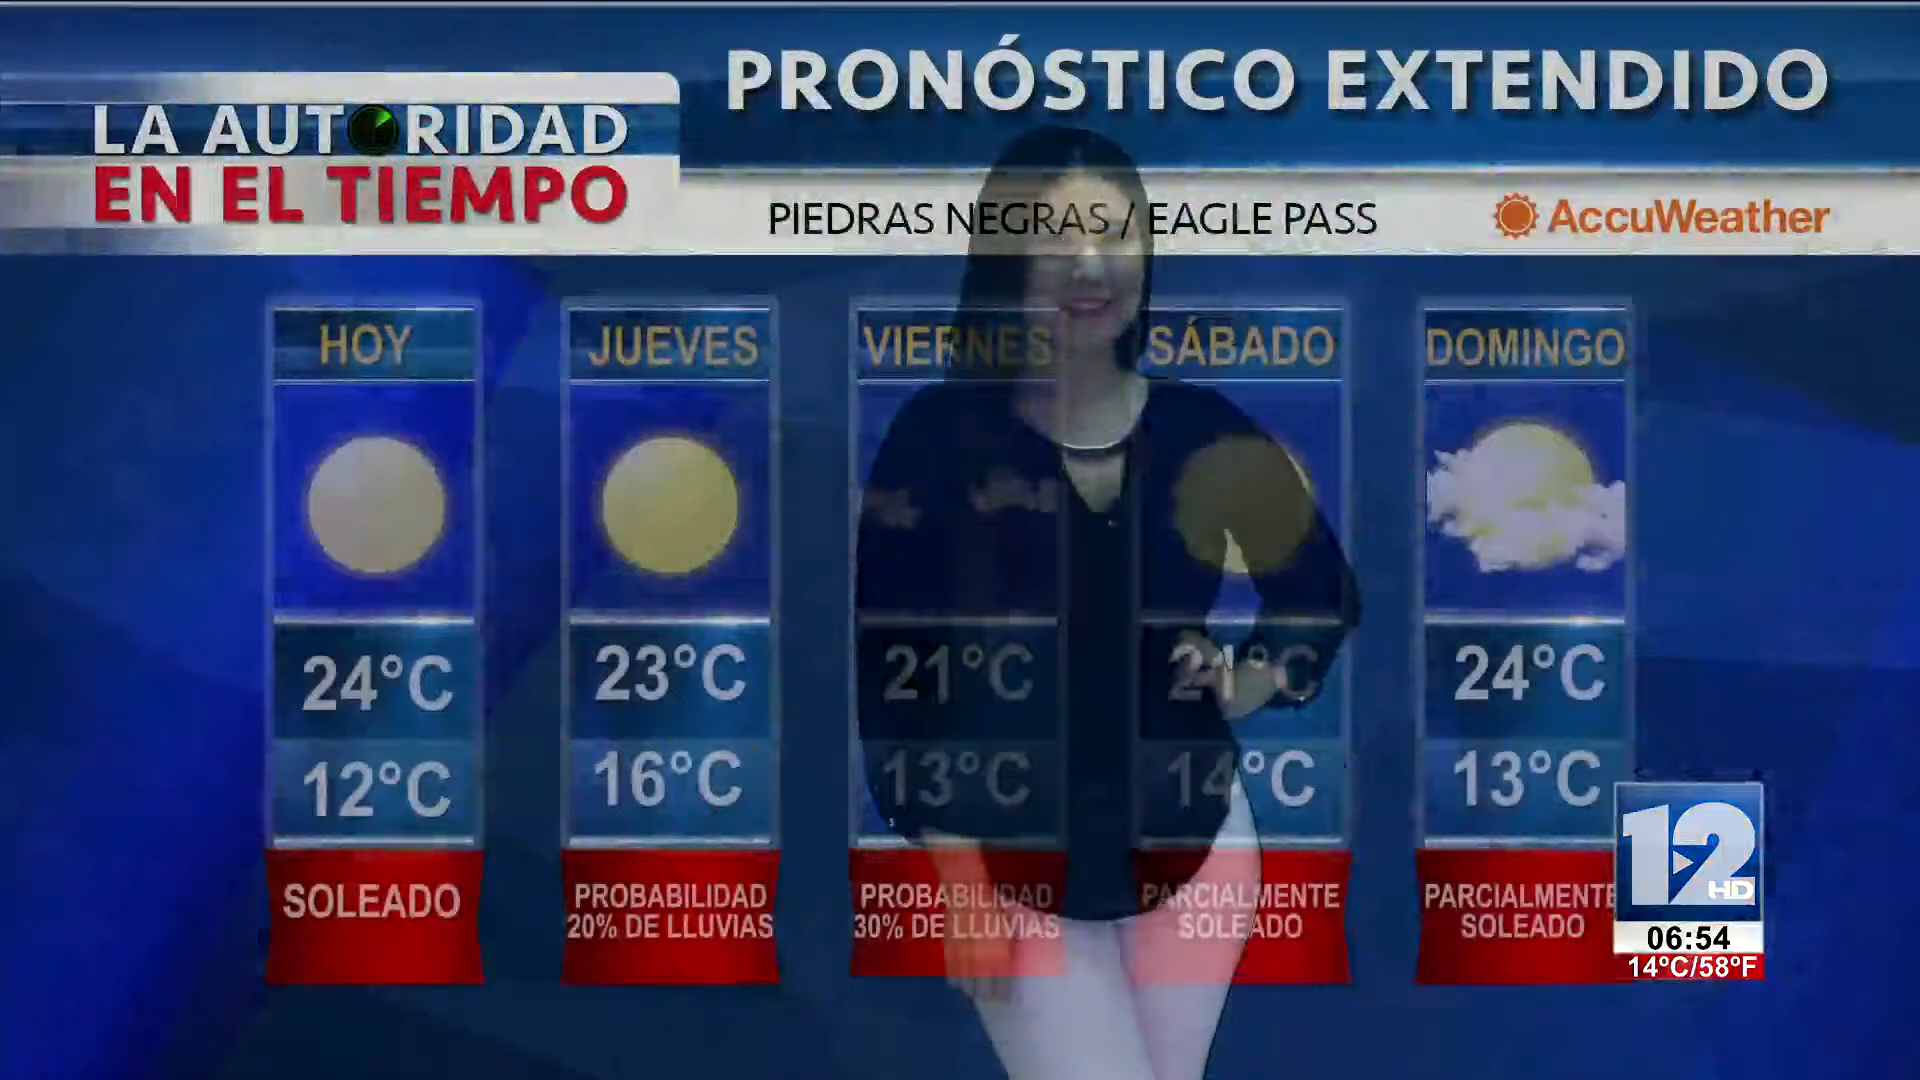 PRONÓSTICO EXTENDIDO
LA AUTORIDAD
EN EL TIEMPO
PIEDRAS NEGRAS / EAGLE PASS
AccuWeather
HOY
24°C
12°C
SOLEADO
JUEVES
23°C
16°C
PROBABILIDAD
20% DE LLUVIAS
VIERNES
21°C
13°C
PROBABILIDAD
30% DE LLUVIAS
SÁBADO
14°C
PARCIALMENTE
SOLEADO
DOMINGO
24°C
13°C
PARCIALMENTE
SOLEADO
12
HD
06:54
14°C/58°F